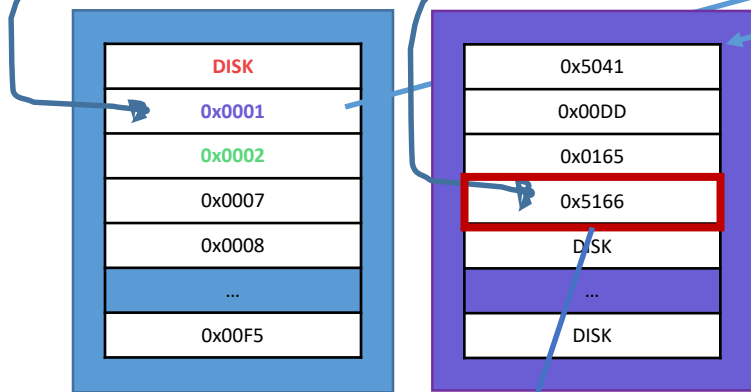 DISK
0x0001
0x0002
0x0007
0x0008
...
0x00F5
0x5041
0x00DD
0x0165
0x5166
DISK
...
DISK